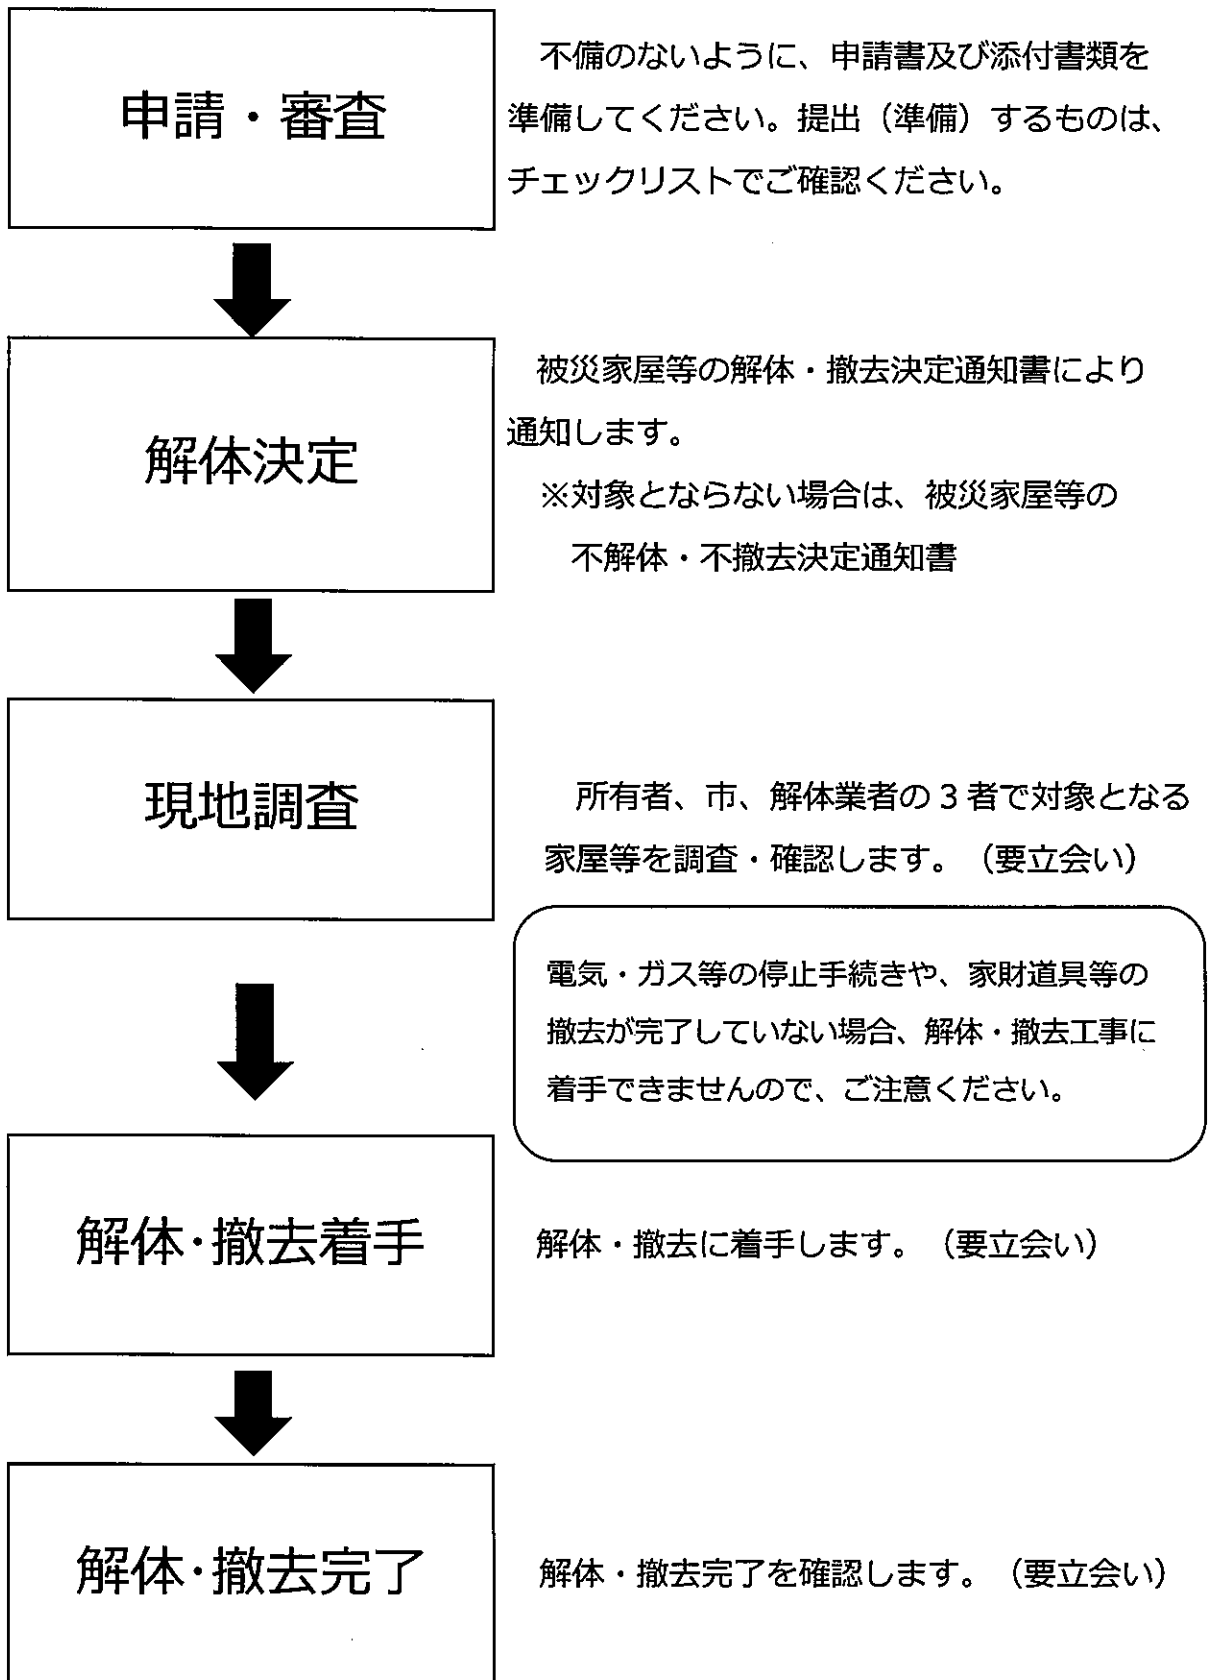 申請・審査
不備のないように、申請書及び添付書類を
準備してください。提出（準備）するものは、
チェックリストでご確認ください。
解体決定
被災家屋等の解体・撤去決定通知書により
通知します。
※対象とならない場合は、被災家屋等の
不解体・不撤去決定通知書
現地調査
所有者、市、解体業者の3者で対象となる
家屋等を調査・確認します。（要立会い）
電気・ガス等の停止手続きや、家財道具等の
撤去が完了していない場合、解体・撤去工事に
着手できませんので、ご注意ください。
解体・撤去着手
解体・撤去に着手します。（要立会い）
解体・撤去完了
解体・撤去完了を確認します。（要立会い）